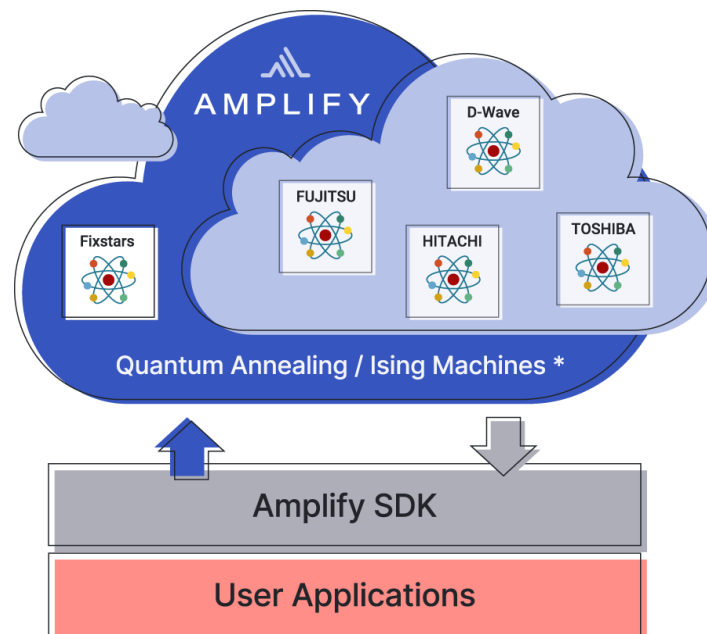 AMPLIFY
D-Wave
FUJITSU
Fixstars
HITACHI
TOSHIBA
Quantum Annealing / Ising Machines *
Amplify SDK
User Applications